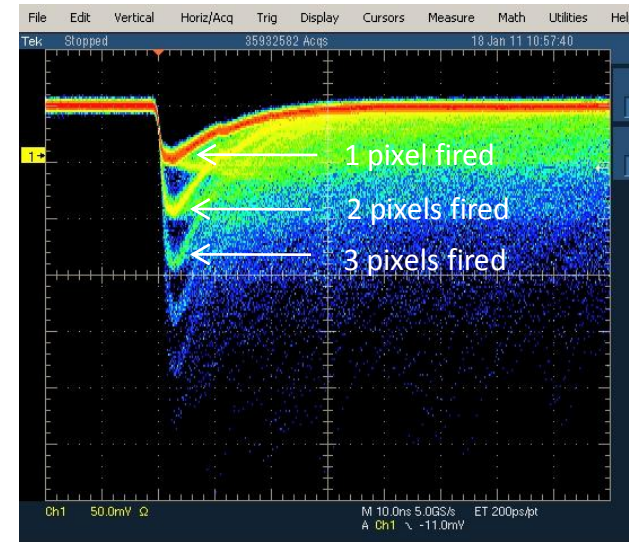 File Edit Vertical Horiz/Acq Trig Display Cursors Measure Math Utilities Hel
Tek Stopped 35932582 Acqs 18 Jan 11 10:57:40
1
1 pixel fired
2 pixels fired
3 pixels fired
Ch1 50.0mV Ω M 10.0ns 5.0GS/s ET 200ps/pt
A Ch1 \ -11.0mV